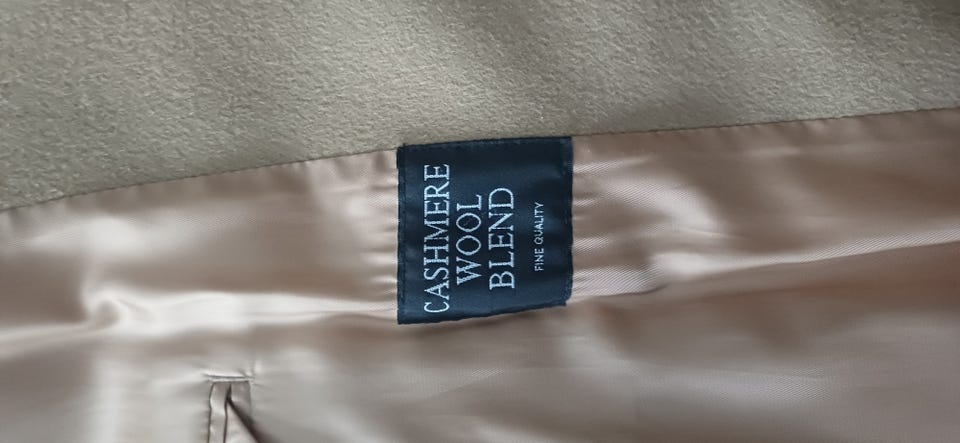 CASHMERE
WOOL
BLEND
FINE QUALITY